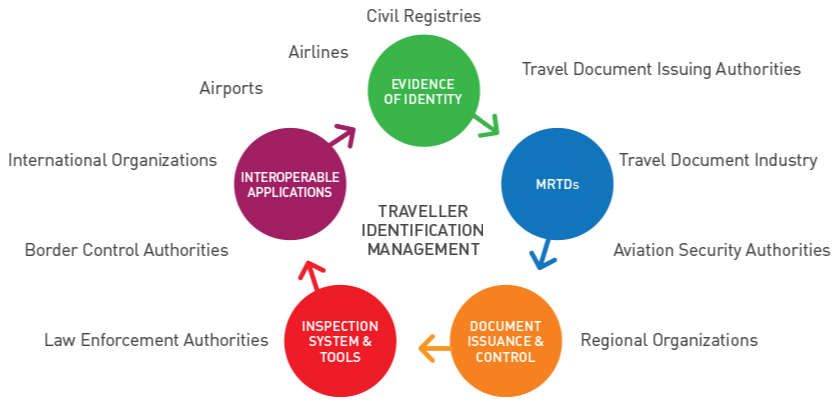 Civil Registries
Airlines
EVIDENCE
OF IDENTITY
Travel Document Issuing Authorities
Airports
International Organizations
INTEROPERABLE
APPLICATIONS
MRTDs
Travel Document Industry
TRAVELLER
IDENTIFICATION
MANAGEMENT
Border Control Authorities
Aviation Security Authorities
Law Enforcement Authorities
INSPECTION
SYSTEM &
TOOLS
DOCUMENT
ISSUANCE &
CONTROL
Regional Organizations